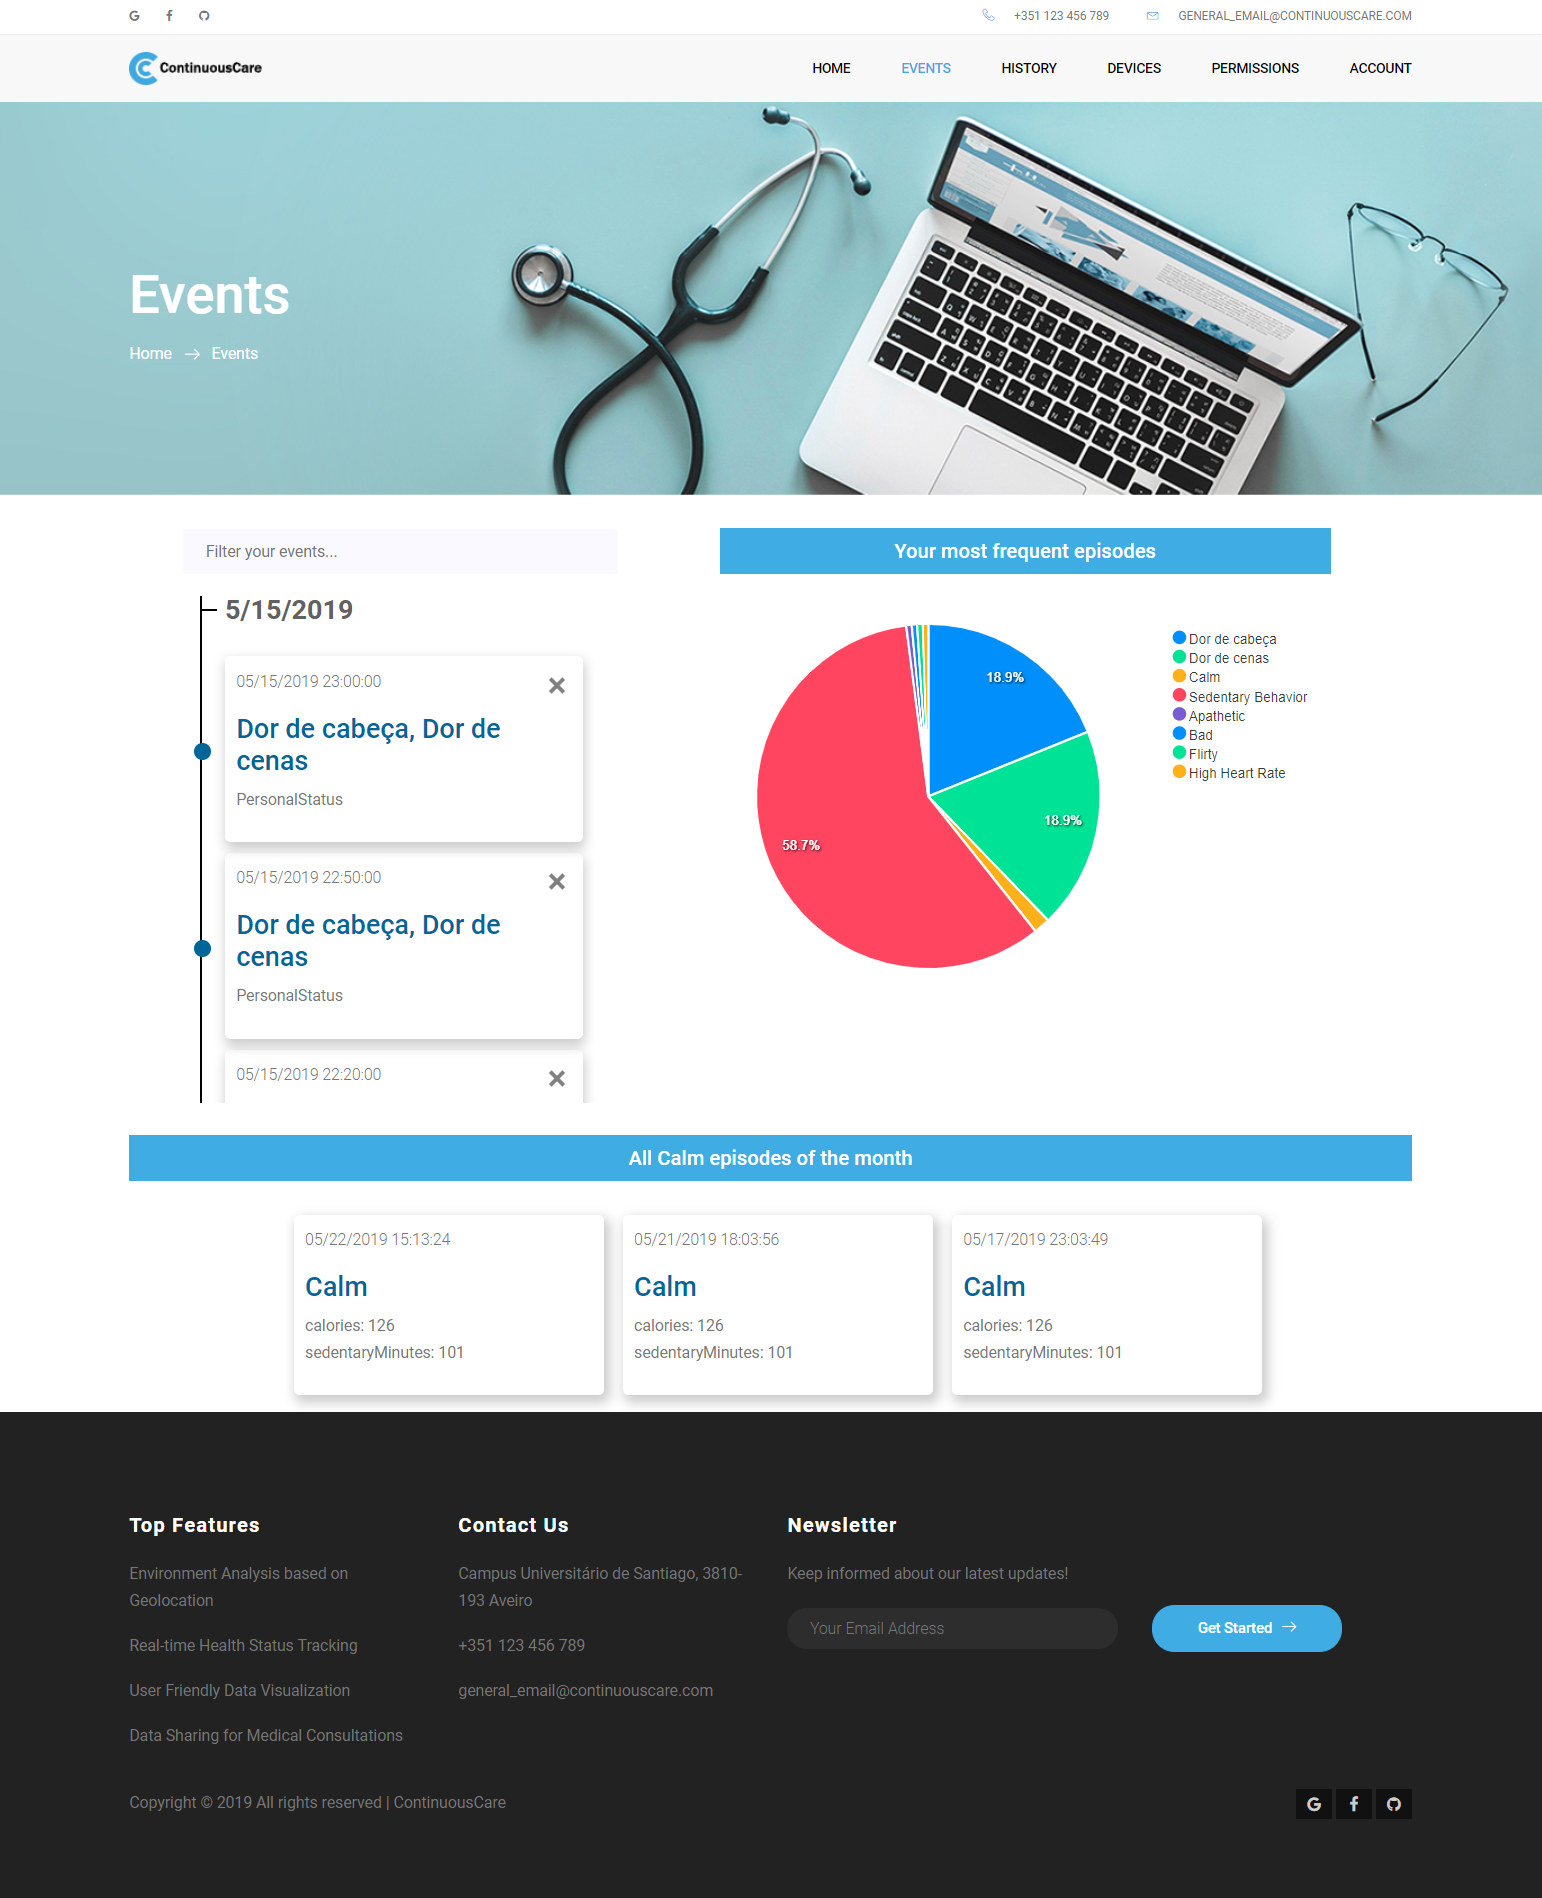 +351 123 456 789
GENERAL_EMAIL@CONTINUOUSCARE.COM
ContinuousCare
HOME
EVENTS
HISTORY
DEVICES
PERMISSIONS
ACCOUNT
Events
Home → Events
Filter your events...
5/15/2019
05/15/2019 23:00:00
Dor de cabeça, Dor de
cenas
PersonalStatus
05/15/2019 22:50:00
Dor de cabeça, Dor de
cenas
PersonalStatus
05/15/2019 22:20:00
Your most frequent episodes
18.9%
18.9%
58.7%
Dor de cabeça
Dor de cenas
Calm
Sedentary Behavior
Apathetic
Bad
Flirty
High Heart Rate
All Calm episodes of the month
05/22/2019 15:13:24
Calm
calories: 126
sedentaryMinutes: 101
05/21/2019 18:03:56
Calm
calories: 126
sedentaryMinutes: 101
05/17/2019 23:03:49
Calm
calories: 126
sedentaryMinutes: 101
Top Features
Environment Analysis based on
Geolocation
Real-time Health Status Tracking
User Friendly Data Visualization
Data Sharing for Medical Consultations
Contact Us
Campus Universitário de Santiago, 3810-
193 Aveiro
+351 123 456 789
general_email@continuouscare.com
Newsletter
Keep informed about our latest updates!
Your Email Address
Get Started →
Copyright © 2019 All rights reserved | ContinuousCare